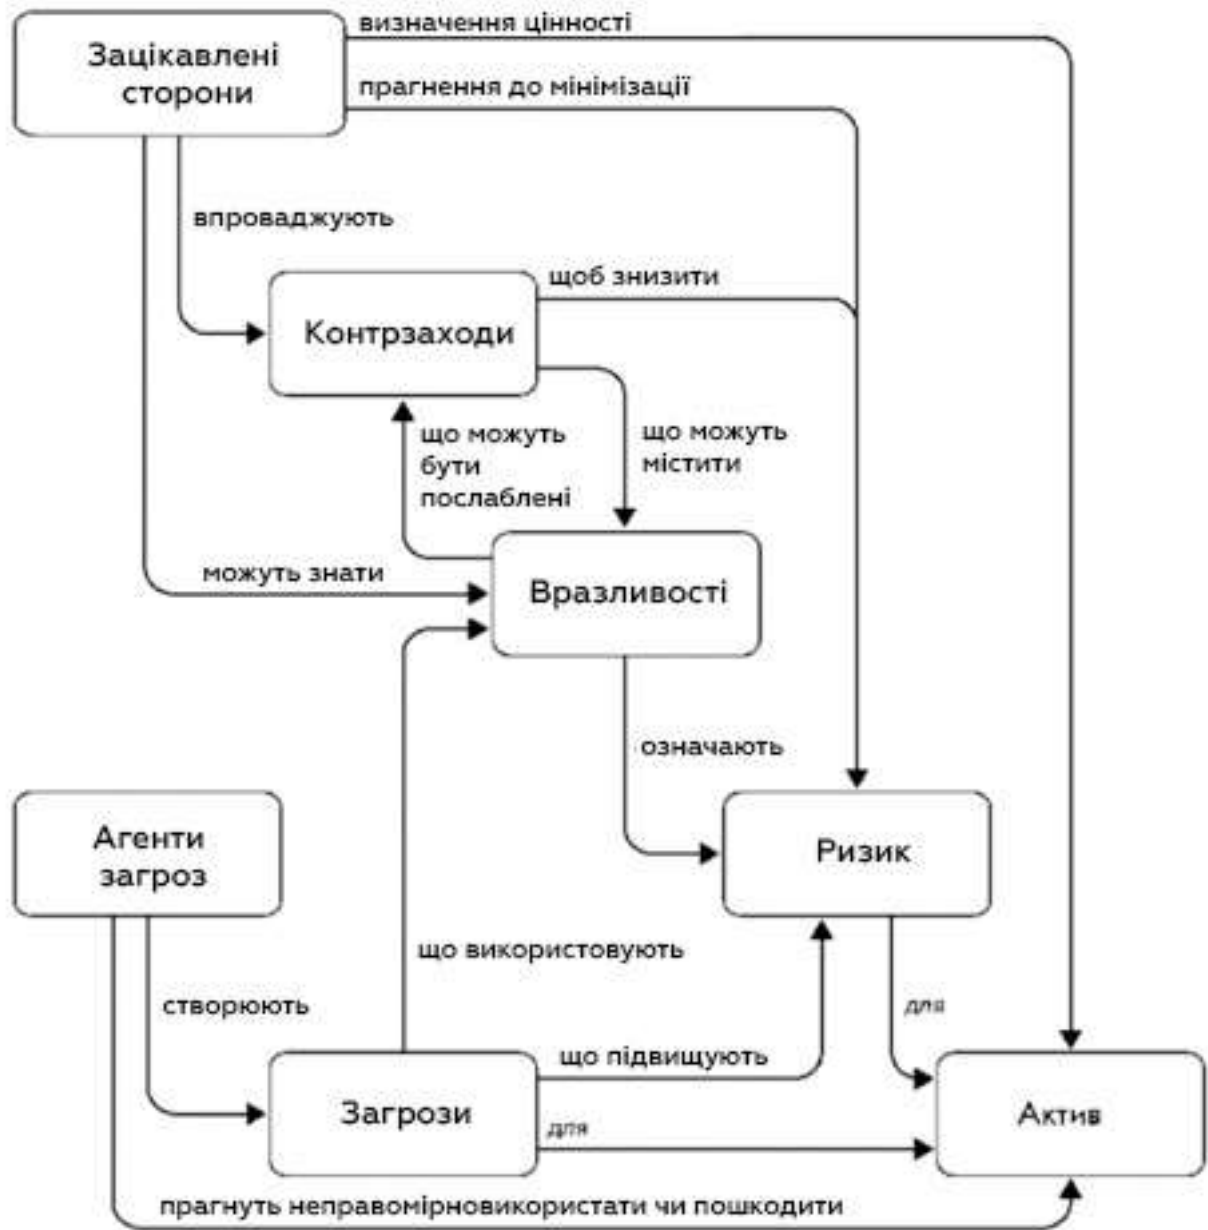 визначення цінності
Зацікавлені
сторони
прагнення до мінімізації
впроваджують
щоб знизити
Контрзаходи
що можуть
бути
послаблені
що можуть
містити
можуть знати
Вразливості
означають
Агенти
загроз
Ризик
що використовують
створюють
для
що підвищують
Загрози
для
Актив
прагнуть неправомірновикористати чи пошкодити